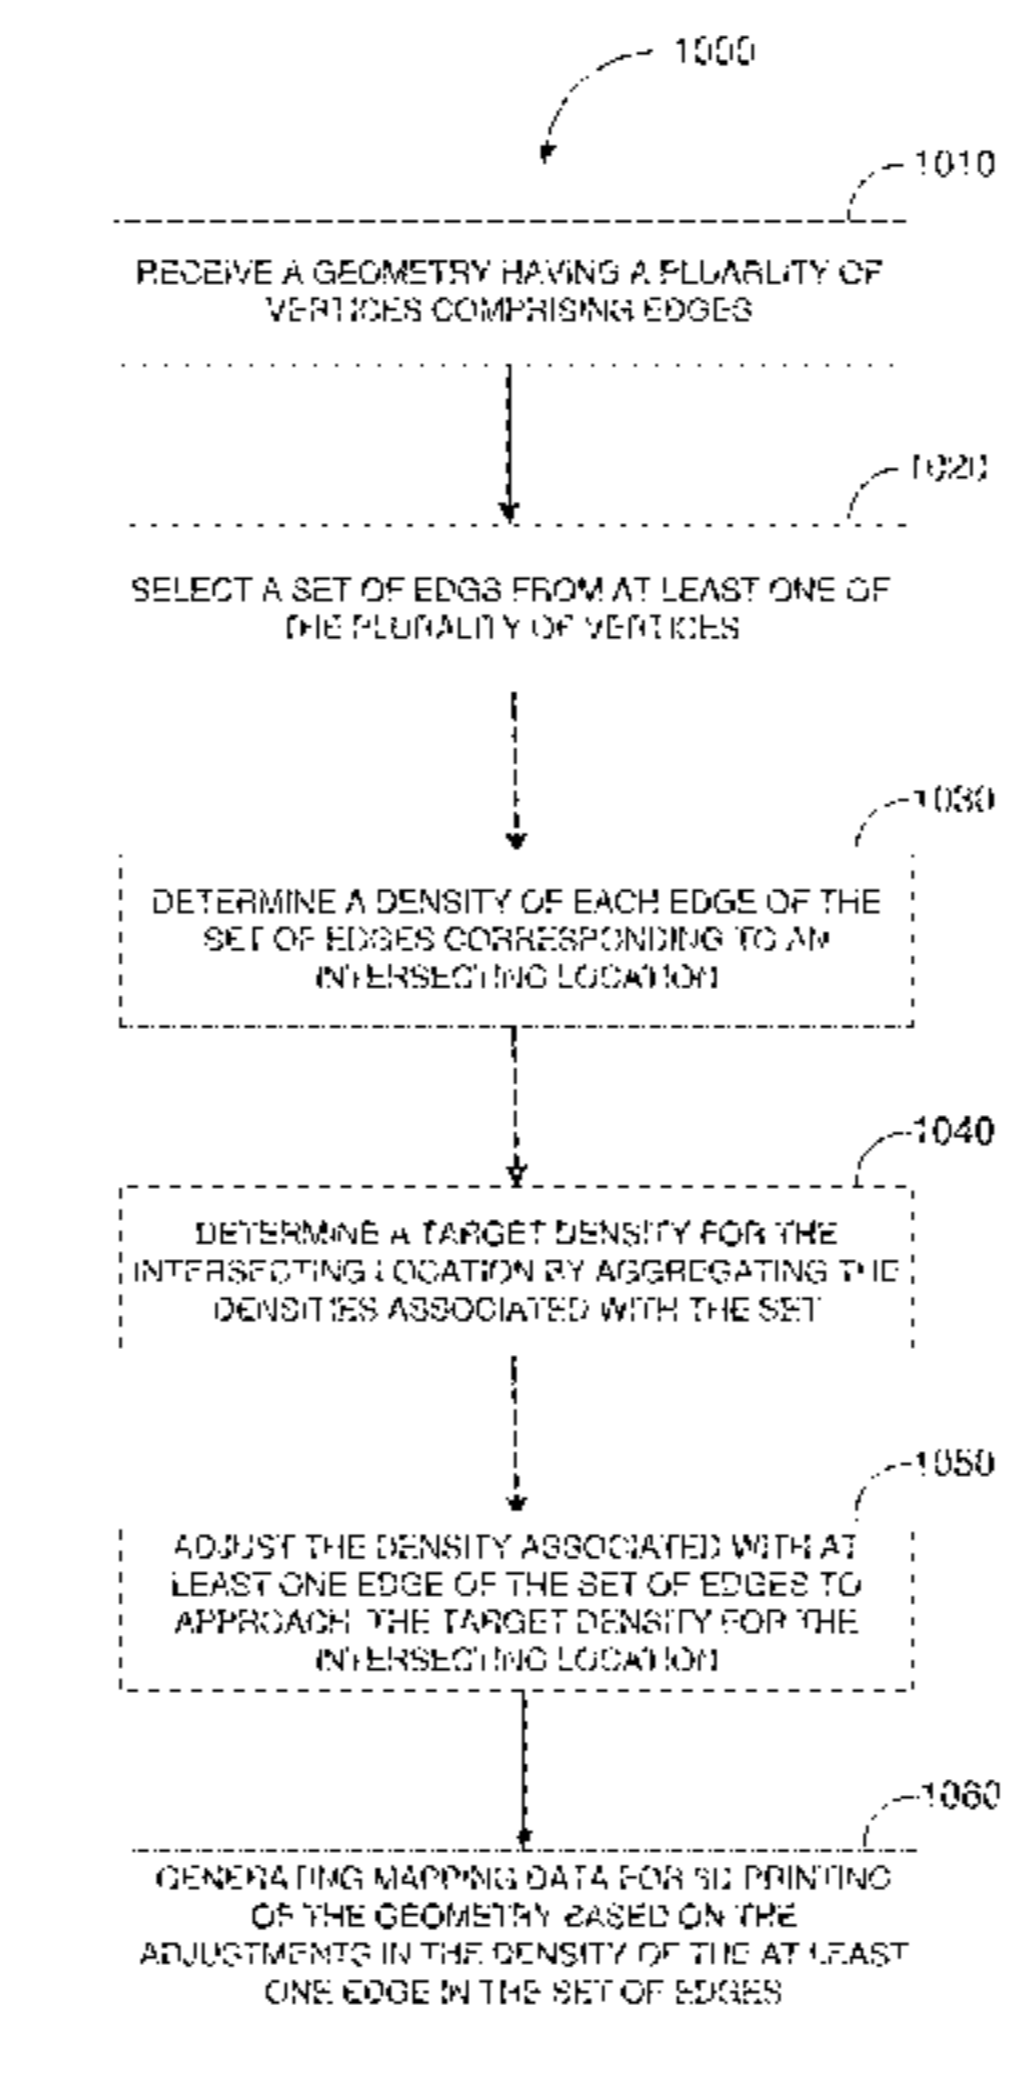 1000
1010
RECEIVE A GEOMETRY HAVING A PLUARLITY OF
VERTICES COMPRISING EDGES
1020
SELECT A SET OF EDGS FROM AT LEAST ONE OF
THE PLURALITY OF VERTICES
1030
DETERMINE A DENSITY OF EACH EDGE OF THE
SET OF EDGES CORRESPONDING TO AN
INTERSECTING LOCATION
1040
DETERMINE A TARGET DENSITY FOR THE
INTERSECTING LOCATION BY AGGREGATING THE
DENSITIES ASSOCIATED WITH THE SET
1050
ADJUST THE DENSITY ASSOCIATED WITH AT
LEAST ONE EDGE OF THE SET OF EDGES TO
APPROACH THE TARGET DENSITY FOR THE
INTERSECTING LOCATION
1060
GENERATING MAPPING DATA FOR 3D PRINTING
OF THE GEOMETRY BASED ON THE
ADJUSTMENTS IN THE DENSITY OF THE AT LEAST
ONE EDGE IN THE SET OF EDGES